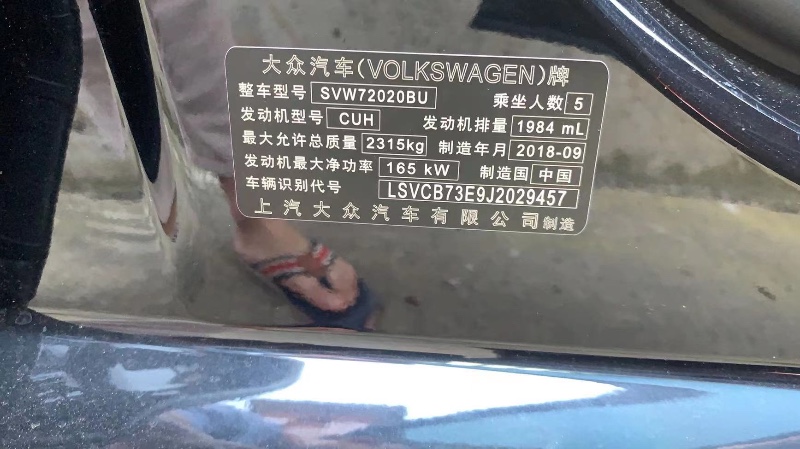 大众汽车(VOLKSWAGEN)牌
整车型号 SVW72020BU 乘坐人数 5
发动机型号 CUH 发动机排量 1984 mL
最大允许总质量 2315kg 制造年月 2018-09
发动机最大净功率 165 kW 制造国 中国
车辆识别代号 LSVCB73E9J2029457
上汽大众汽车有限公司制造